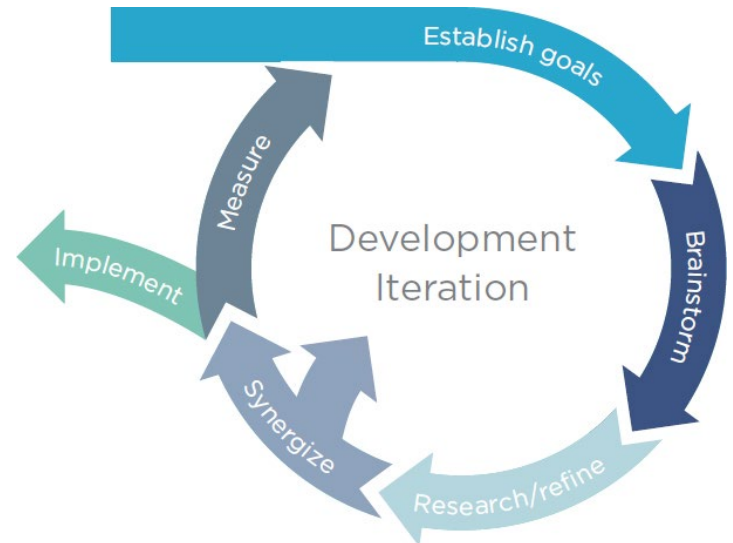 Establish goals
Brainstorm
Research/refine
Synergize
Implement
Measure
Development
Iteration